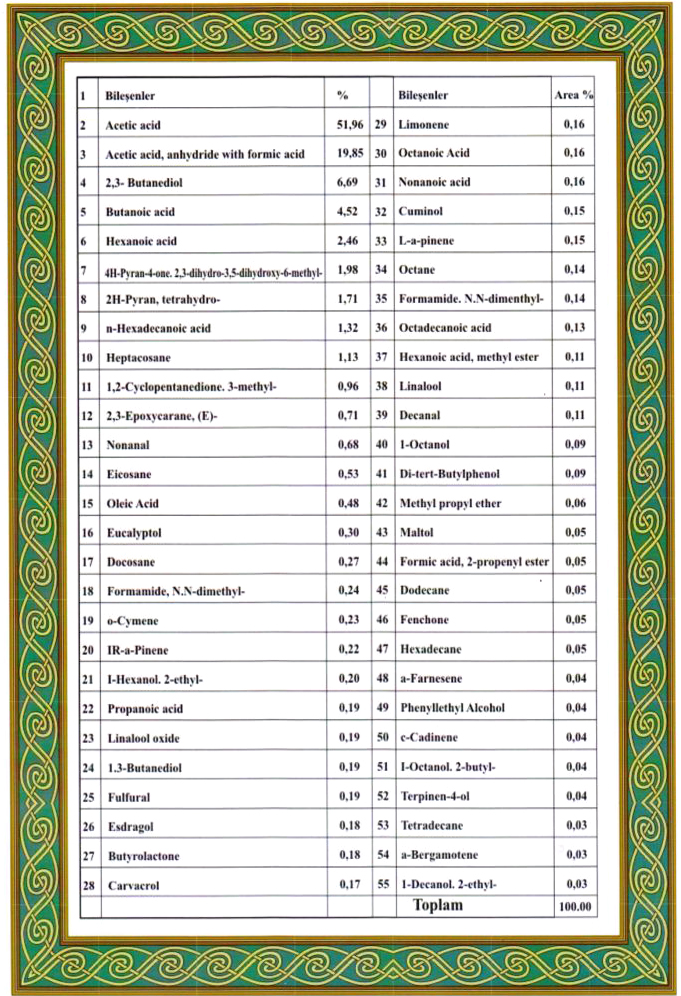 1 Bileşenler % Bileşenler Area %
2 Acetic acid 51,96 29 Limonene 0,16
3 Acetic acid, anhydride with formic acid 19,85 30 Octanoic Acid 0,16
4 2,3- Butanediol 6,69 31 Nonanoic acid 0,16
5 Butanoic acid 4,52 32 Cuminol 0,15
6 Hexanoic acid 2,46 33 L-a-pinene 0,15
7 4H-Pyran-4-one. 2,3-dihydro-3,5-dihydroxy-6-methyl- 1,98 34 Octane 0,14
8 2H-Pyran, tetrahydro- 1,71 35 Formamide. N.N-dimenthyl- 0,14
9 n-Hexadecanoic acid 1,32 36 Octadecanoic acid 0,13
10 Heptacosane 1,13 37 Hexanoic acid, methyl ester 0,11
11 1,2-Cyclopentanedione. 3-methyl- 0,96 38 Linalool 0,11
12 2,3-Epoxycarane, (E)- 0,71 39 Decanal 0,11
13 Nonanal 0,68 40 1-Octanol 0,09
14 Eicosane 0,53 41 Di-tert-Butylphenol 0,09
15 Oleic Acid 0,48 42 Methyl propyl ether 0,06
16 Eucalyptol 0,30 43 Maltol 0,05
17 Docosane 0,27 44 Formic acid, 2-propenyl ester 0,05
18 Formamide, N.N-dimethyl- 0,24 45 Dodecane 0,05
19 o-Cymene 0,23 46 Fenchone 0,05
20 IR-a-Pinene 0,22 47 Hexadecane 0,05
21 I-Hexanol. 2-ethyl- 0,20 48 a-Farnesene 0,04
22 Propanoic acid 0,19 49 Phenyllethyl Alcohol 0,04
23 Linalool oxide 0,19 50 c-Cadinene 0,04
24 1.3-Butanediol 0,19 51 I-Octanol. 2-butyl- 0,04
25 Fulfural 0,19 52 Terpinen-4-ol 0,04
26 Esdragol 0,18 53 Tetradecane 0,03
27 Butyrolactone 0,18 54 a-Bergamotene 0,03
28 Carvacrol 0,17 55 1-Decanol. 2-ethyl- 0,03
Toplam 100.00